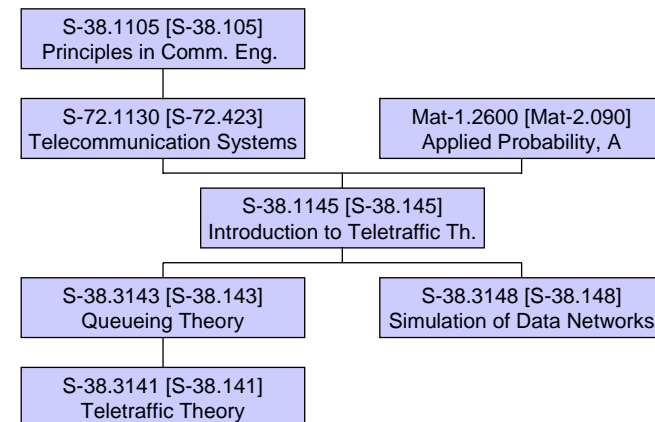 S-38.1105 [S-38.105]
Principles in Comm. Eng.
S-72.1130 [S-72.423]
Telecommunication Systems
Mat-1.2600 [Mat-2.090]
Applied Probability, A
S-38.1145 [S-38.145]
Introduction to Teletraffic Th.
S-38.3143 [S-38.143]
Queueing Theory
S-38.3148 [S-38.148]
Simulation of Data Networks
S-38.3141 [S-38.141]
Teletraffic Theory